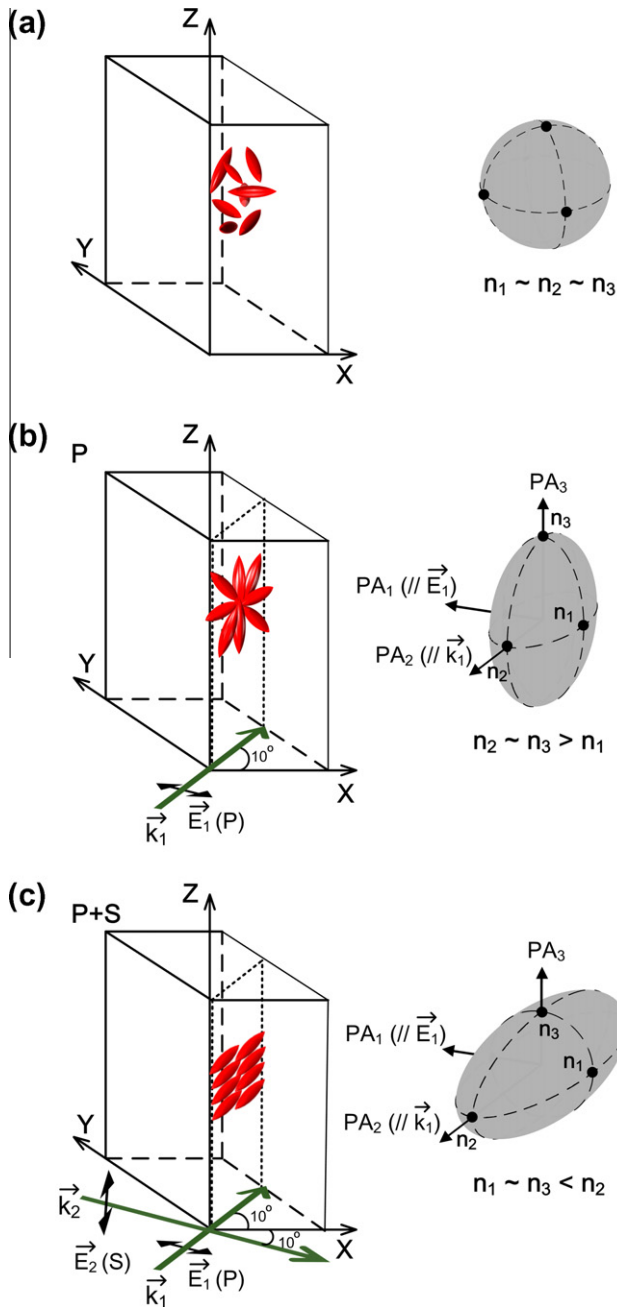 (a)
Z
Y
X
n₁ ~ n₂ ~ n₃
(b)
P
Z
Y
X
10°
k₁
E₁ (P)
PA₃
n₃
PA₁ (// E₁)
n₁
PA₂ (// k₁)
n₂
n₂ ~ n₃ > n₁
(c)
P+S
Z
Y
X
k₂
10°
10°
E₂ (S)
E₁ (P)
k₁
PA₃
n₃
PA₁ (// E₁)
n₁
PA₂ (// k₁)
n₂
n₁ ~ n₃ < n₂